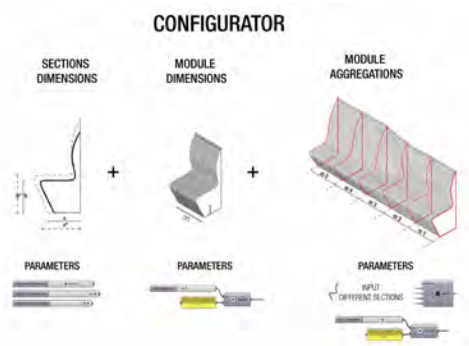 CONFIGURATOR
SECTIONS
DIMENSIONS
MODULE
DIMENSIONS
MODULE
AGGREGATIONS
+
+
PARAMETERS
PARAMETERS
PARAMETERS
INPUT
DIFFERENT SECTIONS